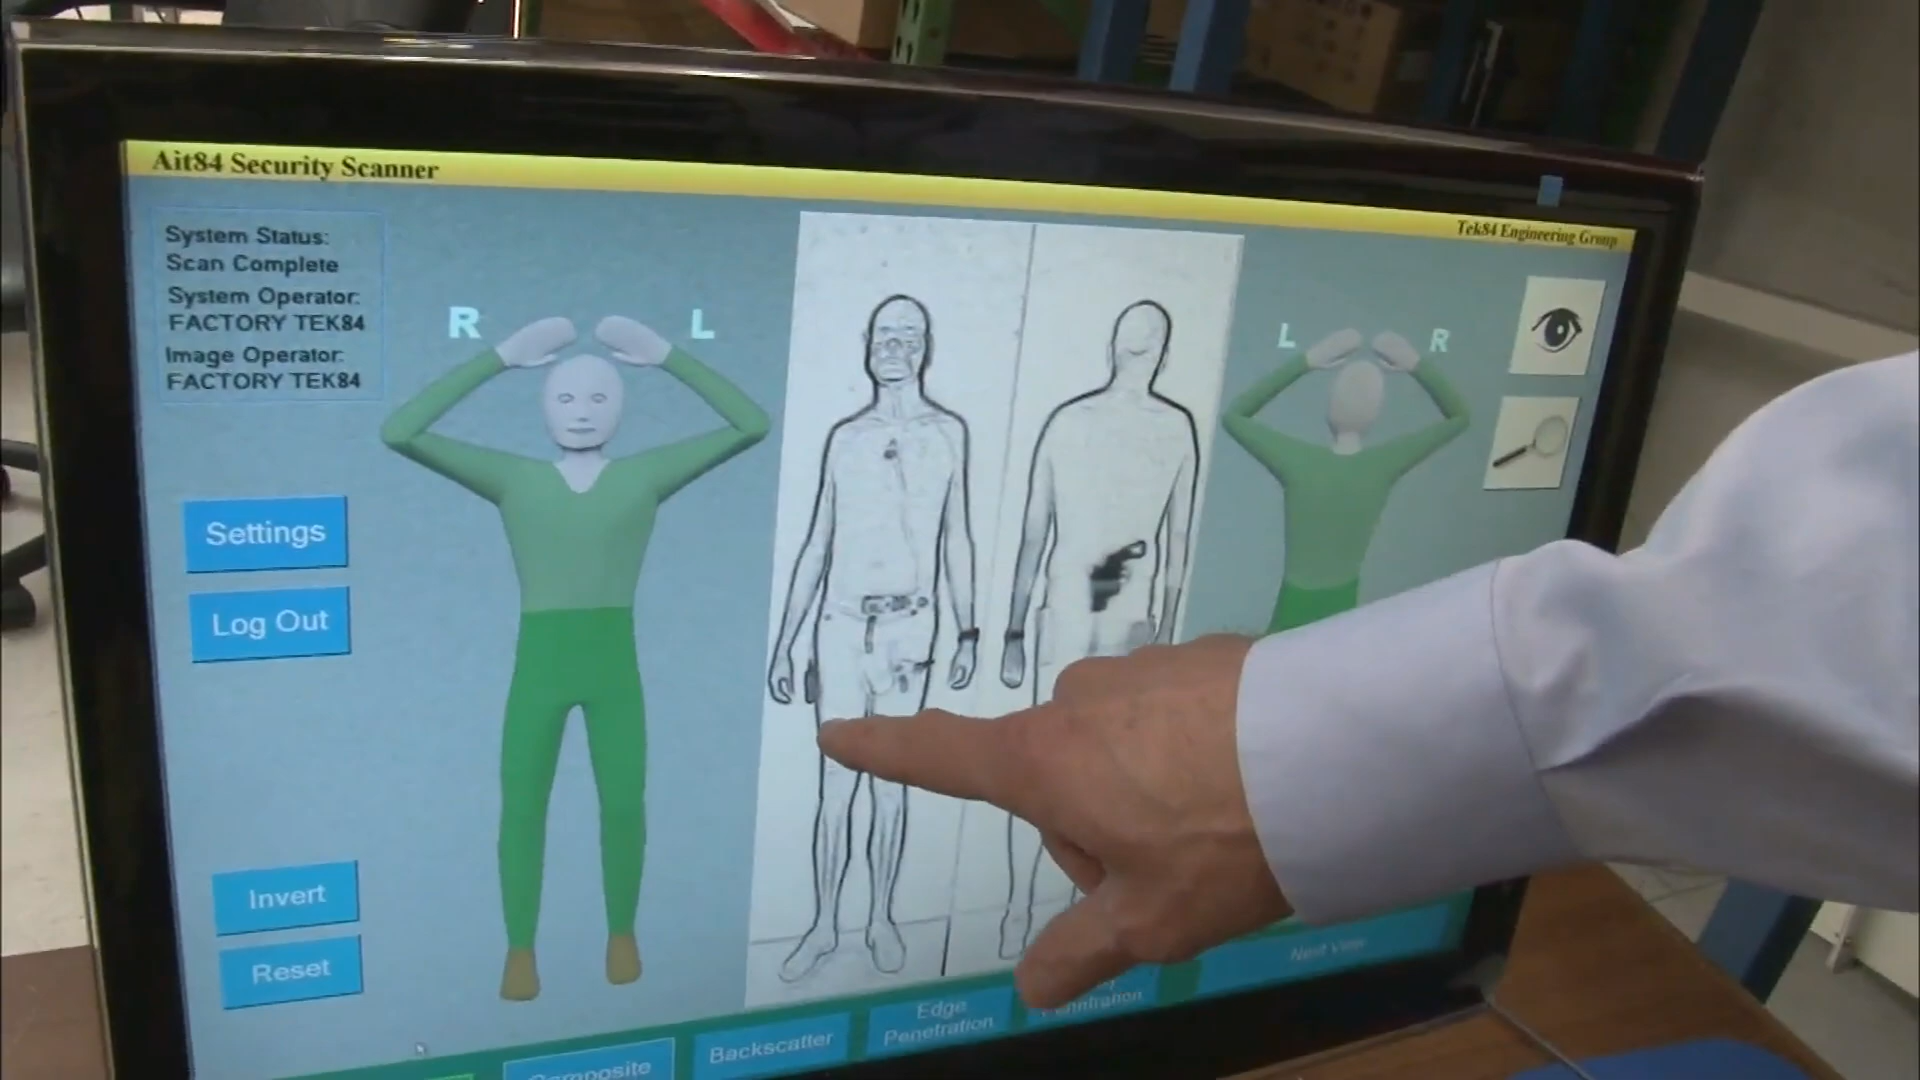 Ait84 Security Scanner
Tek84 Engineering Group
System Status:
Scan Complete
System Operator:
FACTORY TEK84
Image Operator:
FACTORY TEK84
R
L
L
R
Settings
Log Out
Invert
Reset
Composite
Backscatter
Edge
Penetration
Next View